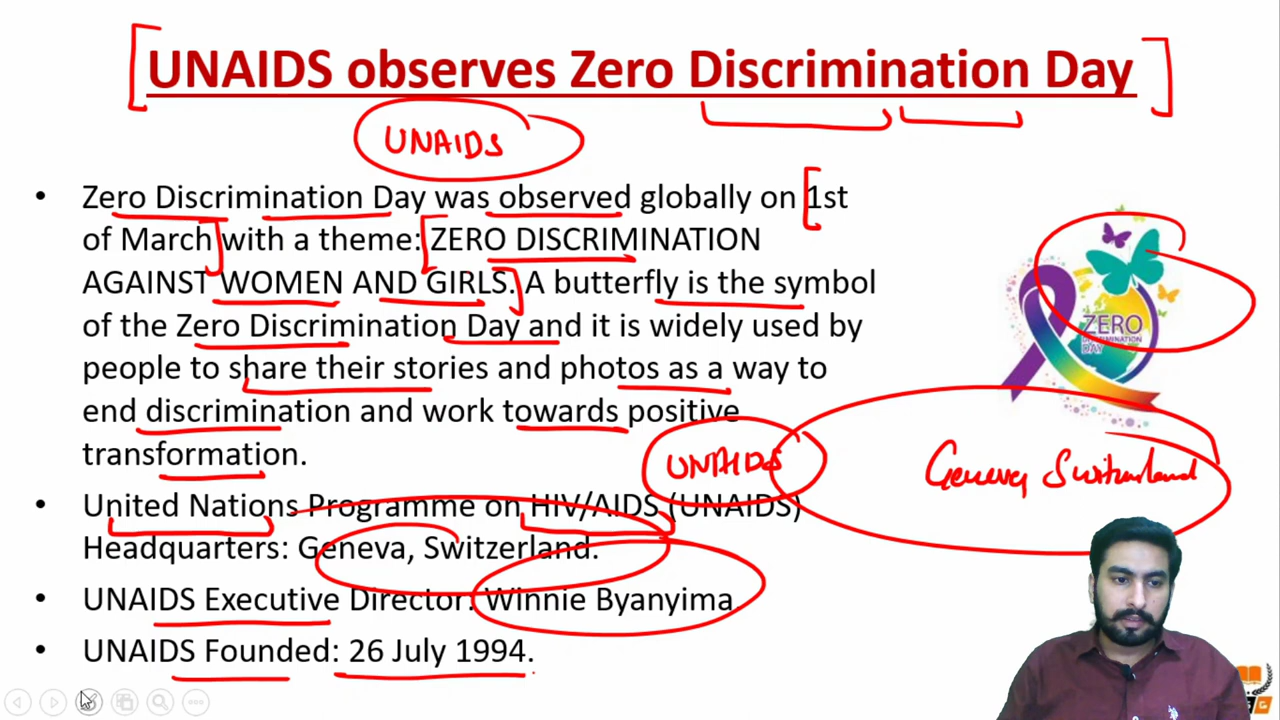 UNAIDS observes Zero Discrimination Day
UNAIDS
• Zero Discrimination Day was observed globally on 1st
of March with a theme: ZERO DISCRIMINATION
AGAINST WOMEN AND GIRLS. A butterfly is the symbol
of the Zero Discrimination Day and it is widely used by
people to share their stories and photos as a way to
end discrimination and work towards positive
transformation.
ZERO
DISCRIMINATION
DAY
UNAIDS
Geneva Switzerland
• United Nations Programme on HIV/AIDS (UNAIDS)
Headquarters: Geneva, Switzerland.
• UNAIDS Executive Director: Winnie Byanyima.
• UNAIDS Founded: 26 July 1994.